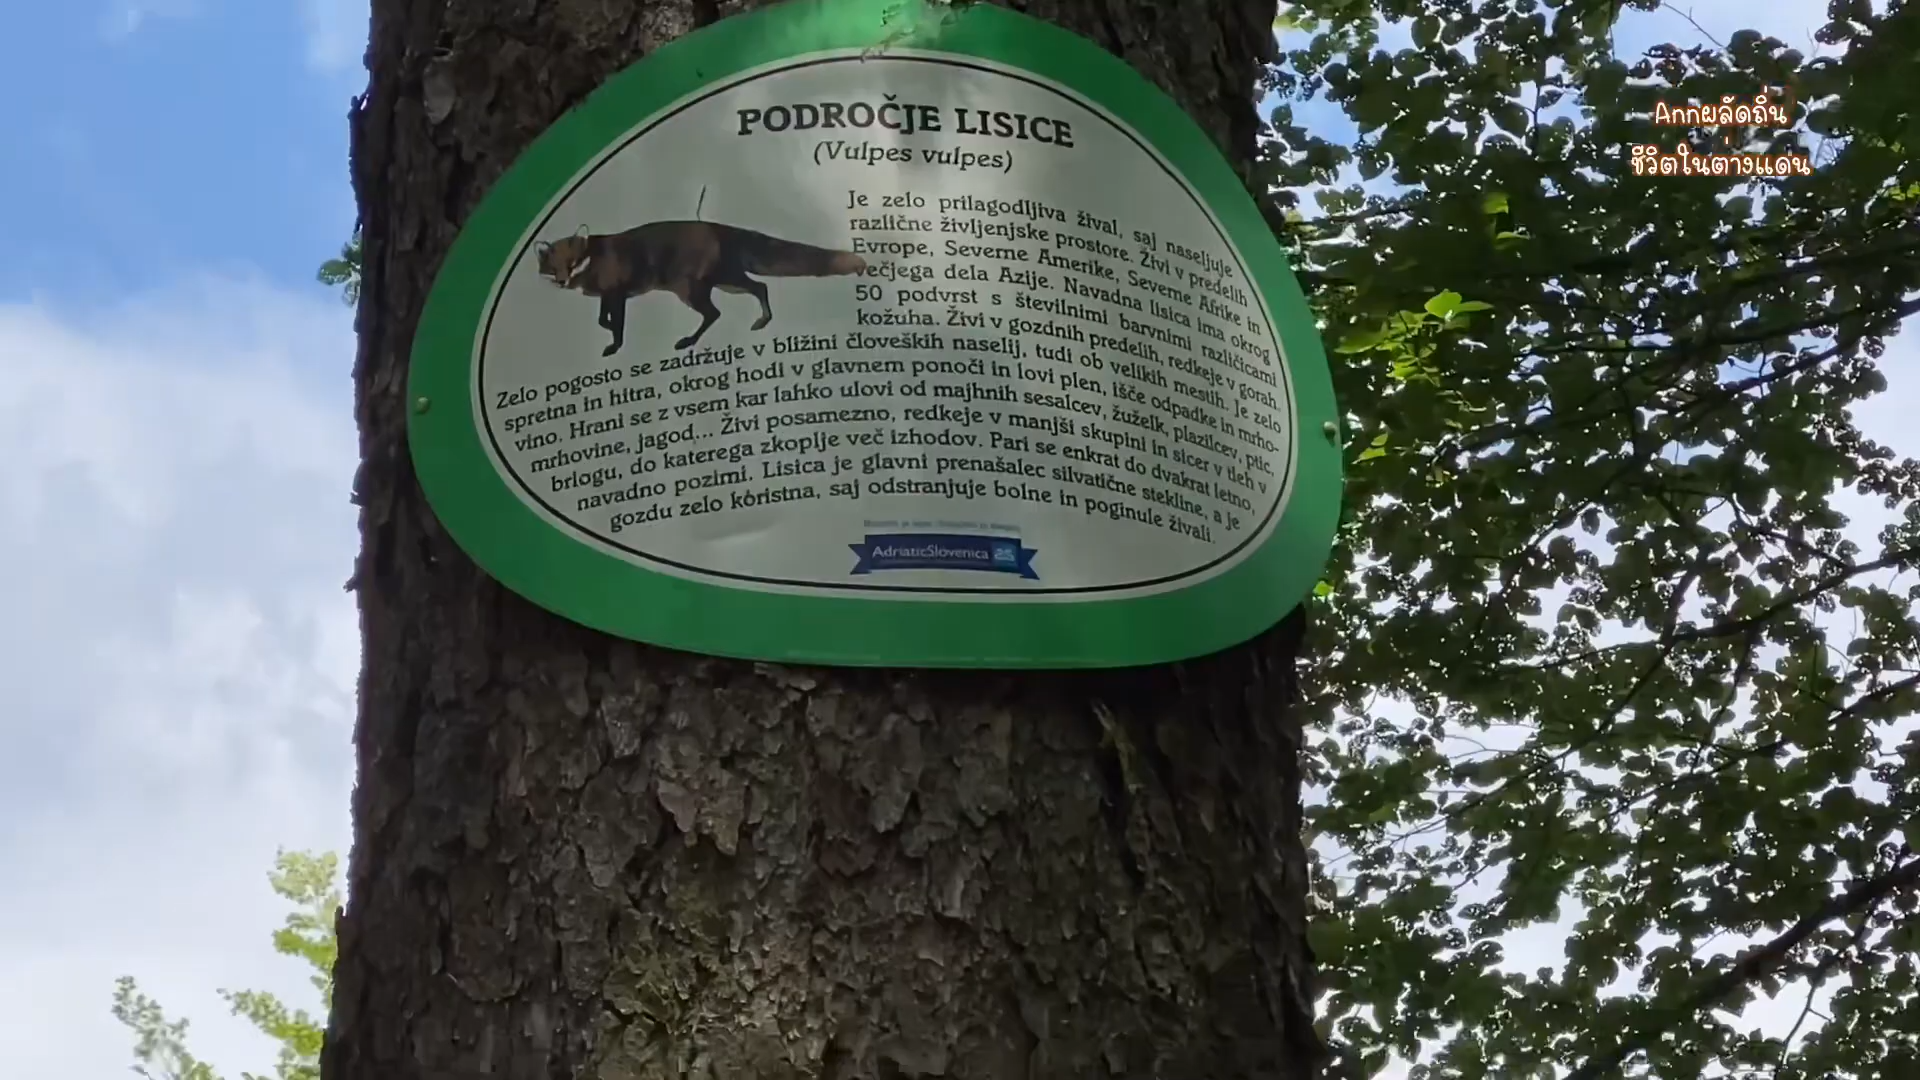 PODROČJE LISICE
(Vulpes vulpes)
Je zelo prilagodljiva žival, saj naseljuje
različne življenjske prostore. Živi v predelih
Evrope, Severne Amerike, Severne Afrike in
večjega dela Azije. Navadna lisica ima okrog
50 podvrst s številnimi barvnimi različicami
kožuha. Živi v gozdnih predelih, redkeje v gorah.
Zelo pogosto se zadržuje v bližini človeških naselij, tudi ob velikih mestih. Je zelo
spretna in hitra, okrog hodi v glavnem ponoči in lovi plen, išče odpadke in mrho-
vino. Hrani se z vsem kar lahko ulovi od majhnih sesalcev, žuželk, plazilcev, ptic,
mrhovine, jagod... Živi posamezno, redkeje v manjši skupini in sicer v tleh v
brlogu, do katerega zkoplje več izhodov. Pari se enkrat do dvakrat letno,
navadno pozimi. Lisica je glavni prenašalec silvatične stekline, a je
gozdu zelo koristna, saj odstranjuje bolne in poginule živali.
AdriaticSlovenica 25
Annผลัดถิ่น
ชีวิตในต่างแดน